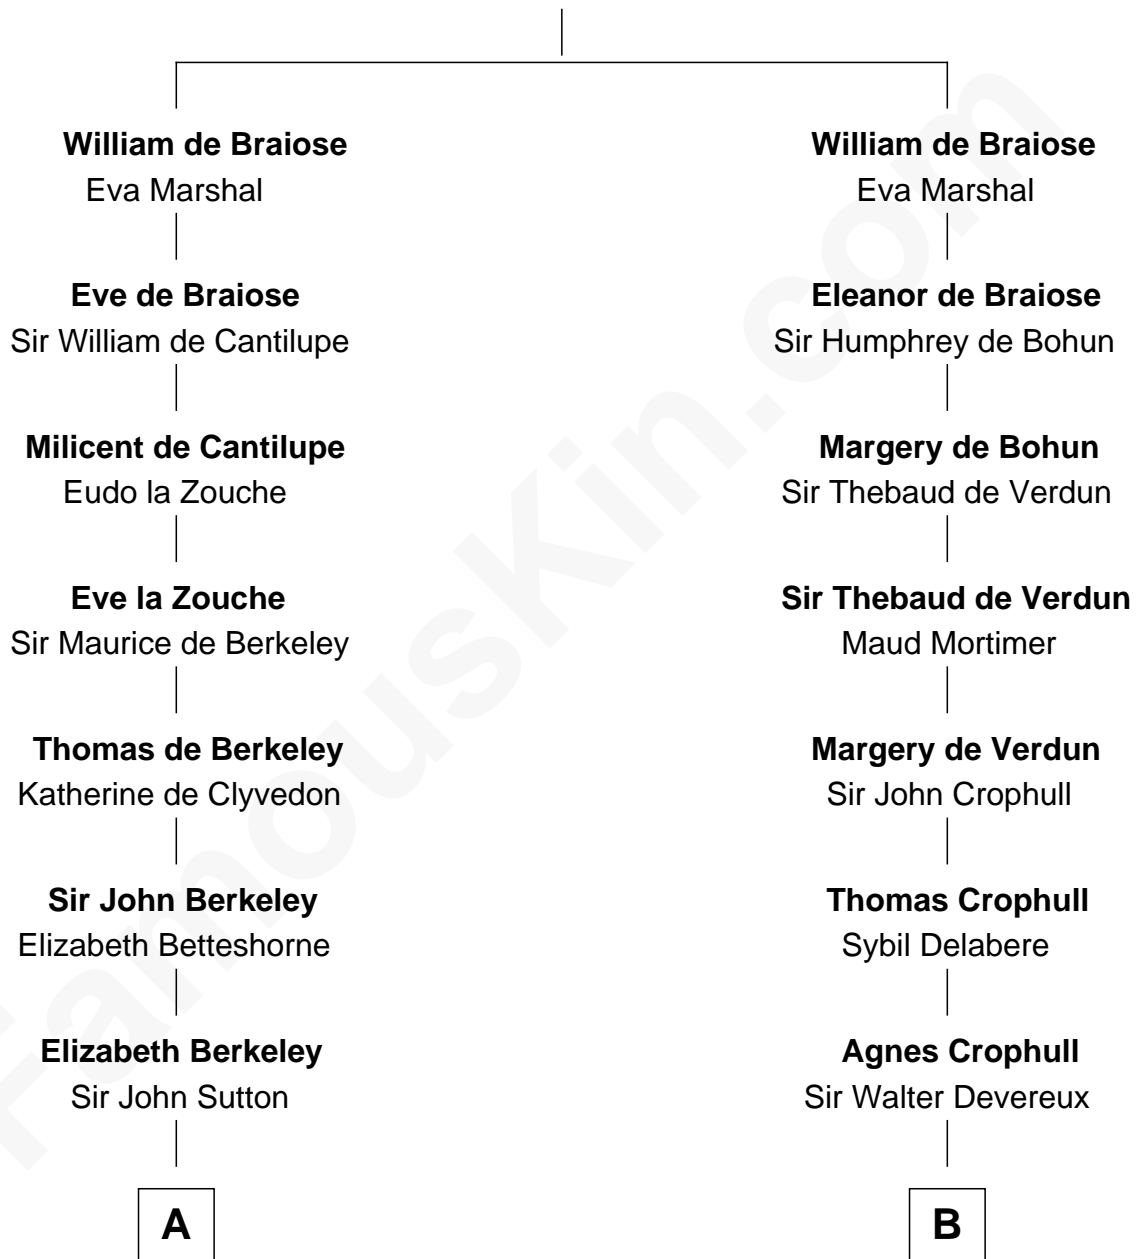 William de Braiose
Eva Marshal
Eve de Braiose
Sir William de Cantilupe
Milicent de Cantilupe
Eudo la Zouche
Eve la Zouche
Sir Maurice de Berkeley
Thomas de Berkeley
Katherine de Clyvedon
Sir John Berkeley
Elizabeth Betteshorne
Elizabeth Berkeley
Sir John Sutton
A
William de Braiose
Eva Marshal
Eleanor de Braiose
Sir Humphrey de Bohun
Margery de Bohun
Sir Thebaud de Verdun
Sir Thebaud de Verdun
Maud Mortimer
Margery de Verdun
Sir John Crophull
Thomas Crophull
Sybil Delabere
Agnes Crophull
Sir Walter Devereux
B
FamousKin.com